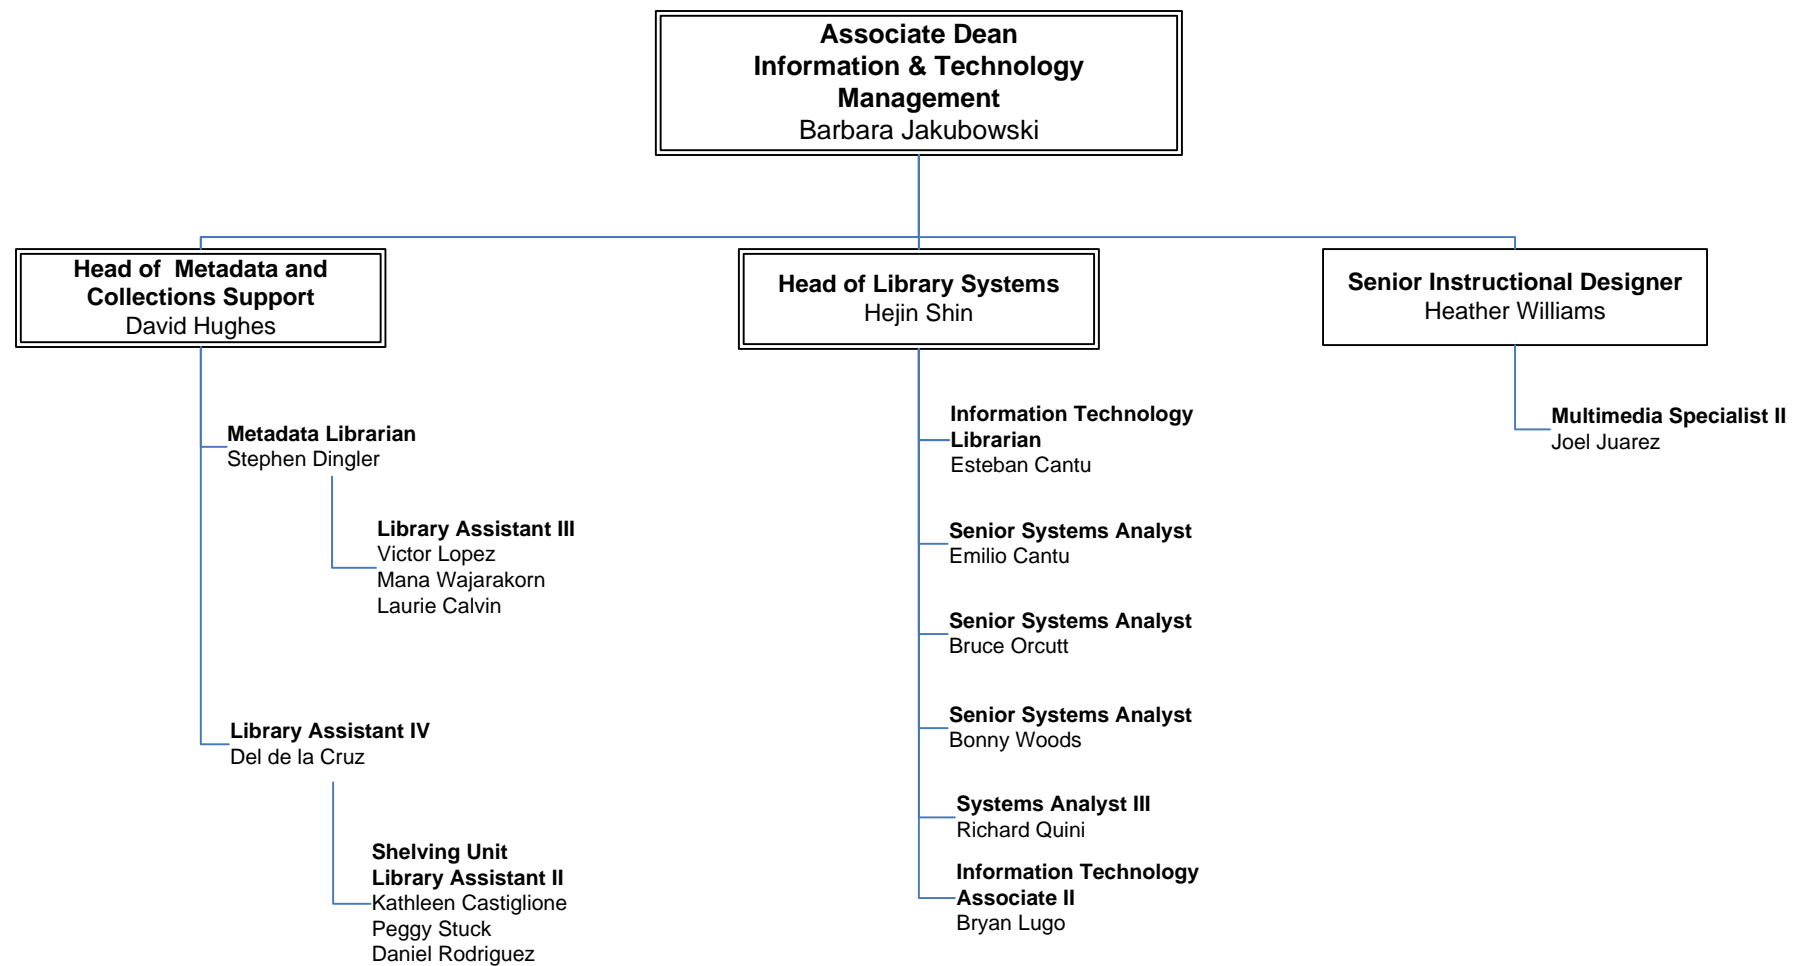 Associate Dean
Information & Technology
Management
Barbara Jakubowski
Head of Metadata and
Collections Support
David Hughes
Head of Library Systems
Hejin Shin
Senior Instructional Designer
Heather Williams
Metadata Librarian
Stephen Dingler
Library Assistant III
Victor Lopez
Mana Wajarakorn
Laurie Calvin
Library Assistant IV
Del de la Cruz
Shelving Unit
Library Assistant II
Kathleen Castiglione
Peggy Stuck
Daniel Rodriguez
Information Technology
Librarian
Esteban Cantu
Senior Systems Analyst
Emilio Cantu
Senior Systems Analyst
Bruce Orcutt
Senior Systems Analyst
Bonny Woods
Systems Analyst III
Richard Quini
Information Technology
Associate II
Bryan Lugo
Multimedia Specialist II
Joel Juarez